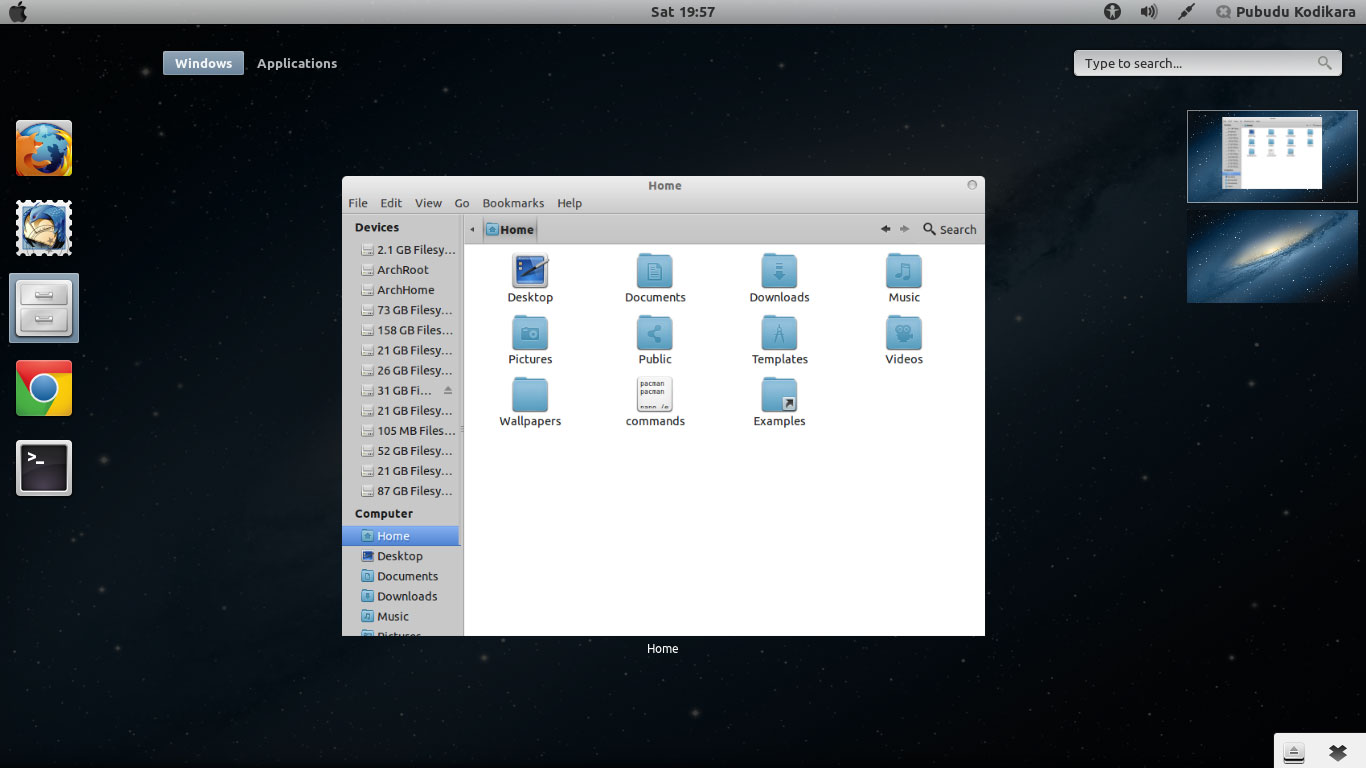 Sat 19:57
Pubudu Kodikara
Windows Applications
Type to search...
Home
File Edit View Go Bookmarks Help
Devices
2.1 GB Filesy...
ArchRoot
ArchHome
73 GB Filesy...
158 GB Files...
21 GB Filesy...
26 GB Filesy...
31 GB Fi...
21 GB Filesy...
105 MB Files...
52 GB Filesy...
21 GB Filesy...
87 GB Filesy...
Computer
Home
Desktop
Documents
Downloads
Music
Pictures
Home Search
Desktop Documents Downloads Music
Pictures Public Templates Videos
pacman
pacman
Wallpapers commands Examples
Home
>_